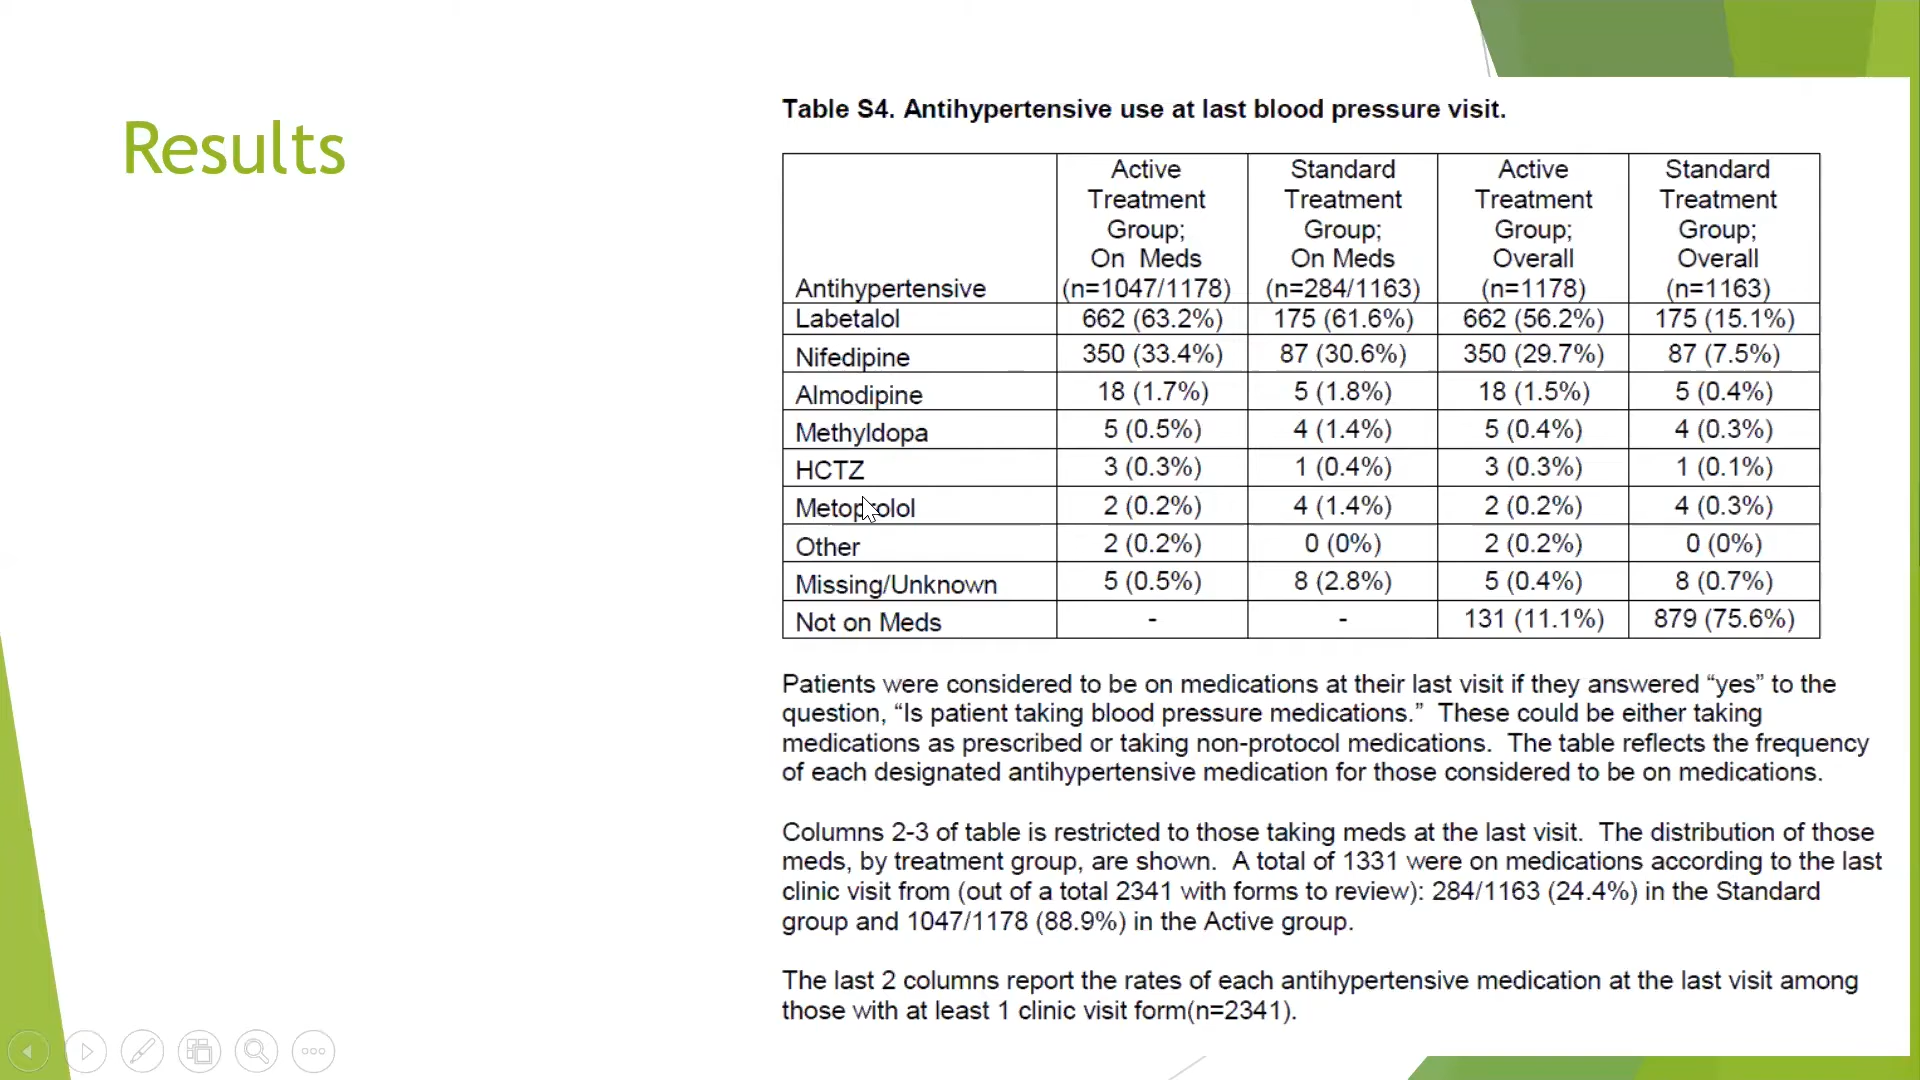 Results
Table S4. Antihypertensive use at last blood pressure visit.
Antihypertensive | Active Treatment Group; On Meds (n=1047/1178) | Standard Treatment Group; On Meds (n=284/1163) | Active Treatment Group; Overall (n=1178) | Standard Treatment Group; Overall (n=1163)
Labetalol | 662 (63.2%) | 175 (61.6%) | 662 (56.2%) | 175 (15.1%)
Nifedipine | 350 (33.4%) | 87 (30.6%) | 350 (29.7%) | 87 (7.5%)
Almodipine | 18 (1.7%) | 5 (1.8%) | 18 (1.5%) | 5 (0.4%)
Methyldopa | 5 (0.5%) | 4 (1.4%) | 5 (0.4%) | 4 (0.3%)
HCTZ | 3 (0.3%) | 1 (0.4%) | 3 (0.3%) | 1 (0.1%)
Metoprolol | 2 (0.2%) | 4 (1.4%) | 2 (0.2%) | 4 (0.3%)
Other | 2 (0.2%) | 0 (0%) | 2 (0.2%) | 0 (0%)
Missing/Unknown | 5 (0.5%) | 8 (2.8%) | 5 (0.4%) | 8 (0.7%)
Not on Meds | - | - | 131 (11.1%) | 879 (75.6%)
Patients were considered to be on medications at their last visit if they answered “yes” to the
question, “Is patient taking blood pressure medications.” These could be either taking
medications as prescribed or taking non-protocol medications. The table reflects the frequency
of each designated antihypertensive medication for those considered to be on medications.
Columns 2-3 of table is restricted to those taking meds at the last visit. The distribution of those
meds, by treatment group, are shown. A total of 1331 were on medications according to the last
clinic visit from (out of a total 2341 with forms to review): 284/1163 (24.4%) in the Standard
group and 1047/1178 (88.9%) in the Active group.
The last 2 columns report the rates of each antihypertensive medication at the last visit among
those with at least 1 clinic visit form(n=2341).